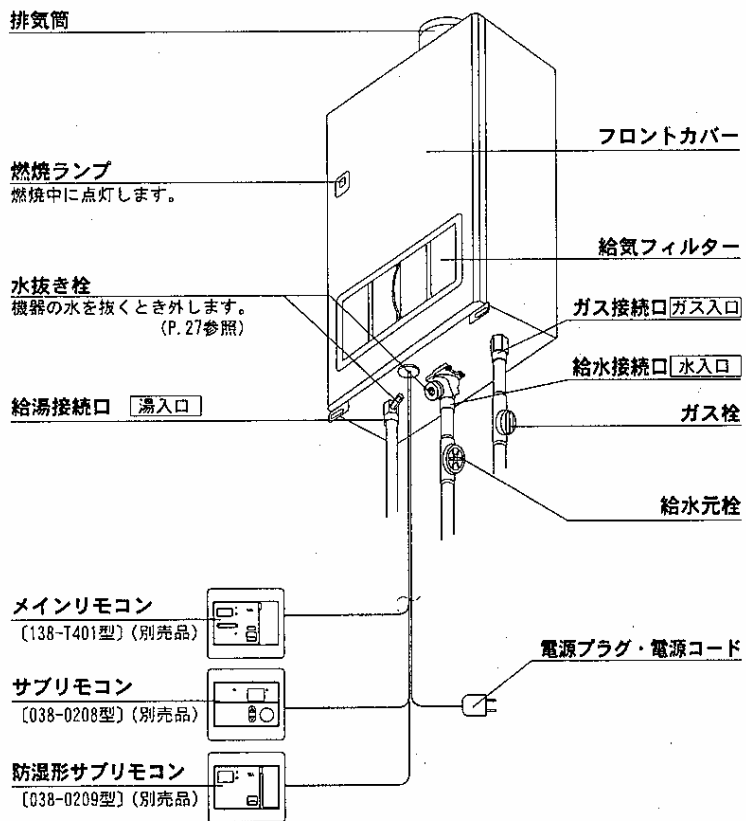 排気筒
フロントカバー
燃焼ランプ
燃焼中に点灯します。
給気フィルター
水抜き栓
機器の水を抜くとき外します。
(P.27参照)
ガス接続口 ガス入口
給水接続口 水入口
給湯接続口 湯入口
ガス栓
給水元栓
メインリモコン
〔138-T401型〕(別売品)
電源プラグ・電源コード
サブリモコン
〔038-0208型〕(別売品)
防湿形サブリモコン
〔038-0209型〕(別売品)